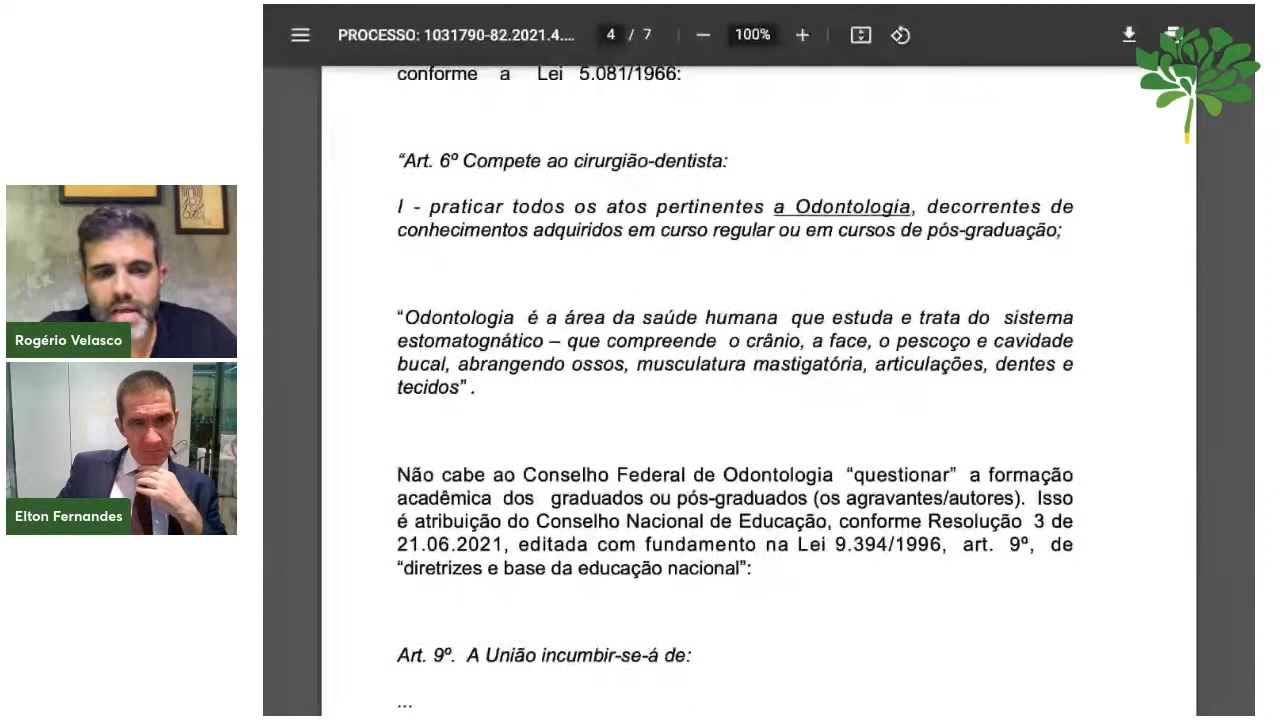 PROCESSO: 1031790-82.2021.4.... 4 / 7 100%
conforme a Lei 5.081/1966:
“Art. 6º Compete ao cirurgião-dentista:
I - praticar todos os atos pertinentes a Odontologia, decorrentes de
conhecimentos adquiridos em curso regular ou em cursos de pós-graduação;
“Odontologia é a área da saúde humana que estuda e trata do sistema
estomatognático – que compreende o crânio, a face, o pescoço e cavidade
bucal, abrangendo ossos, musculatura mastigatória, articulações, dentes e
tecidos” .
Não cabe ao Conselho Federal de Odontologia “questionar” a formação
acadêmica dos graduados ou pós-graduados (os agravantes/autores). Isso
é atribuição do Conselho Nacional de Educação, conforme Resolução 3 de
21.06.2021, editada com fundamento na Lei 9.394/1996, art. 9º, de
“diretrizes e base da educação nacional”:
Art. 9º. A União incumbir-se-á de:
...
Rogério Velasco
Elton Fernandes